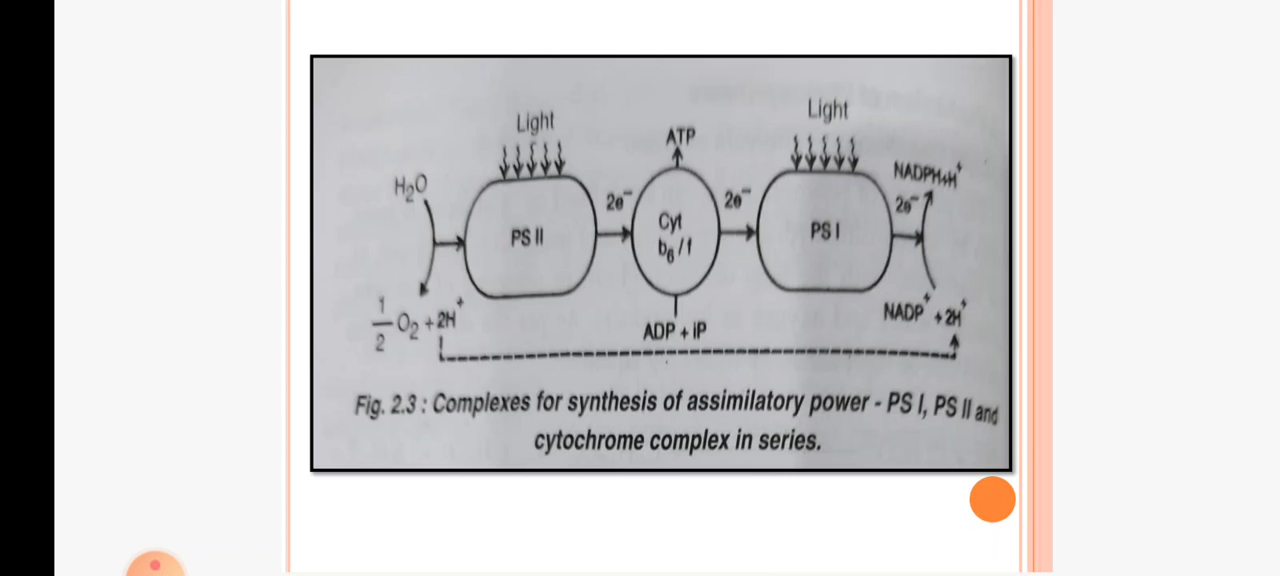 Light
Light
ATP
NADPH+H⁺
H₂O
2e⁻
2e⁻
2e⁻
PS II
Cyt
b₆/f
PS I
½ O₂ + 2H⁺
ADP + iP
NADP⁺ + 2H⁺
Fig. 2.3 : Complexes for synthesis of assimilatory power - PS I, PS II and
cytochrome complex in series.